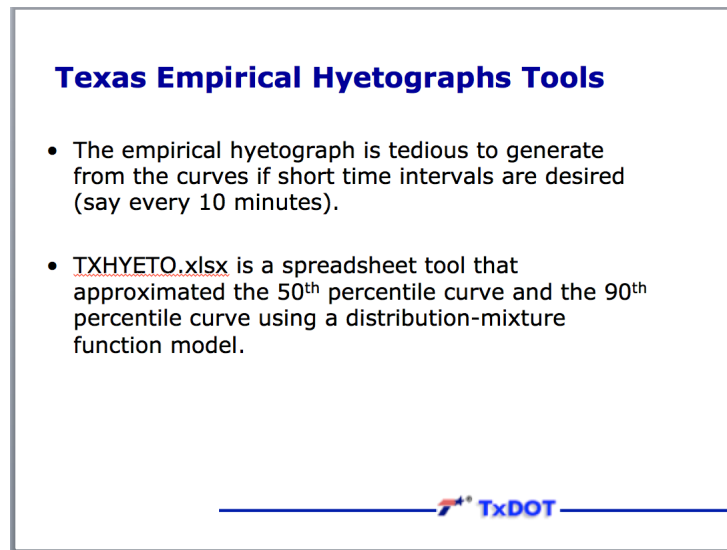 Texas Empirical Hyetographs Tools
• The empirical hyetograph is tedious to generate
from the curves if short time intervals are desired
(say every 10 minutes).
• TXHYETO.xlsx is a spreadsheet tool that
approximated the 50th percentile curve and the 90th
percentile curve using a distribution-mixture
function model.
TxDOT